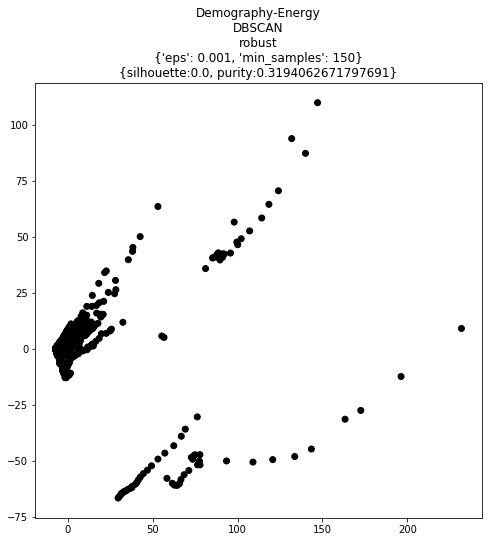 Demography-Energy
DBSCAN
robust
{'eps': 0.001, 'min_samples': 150}
{silhouette:0.0, purity:0.3194062671797691}
100
75
50
25
0
−25
−50
−75
0
50
100
150
200